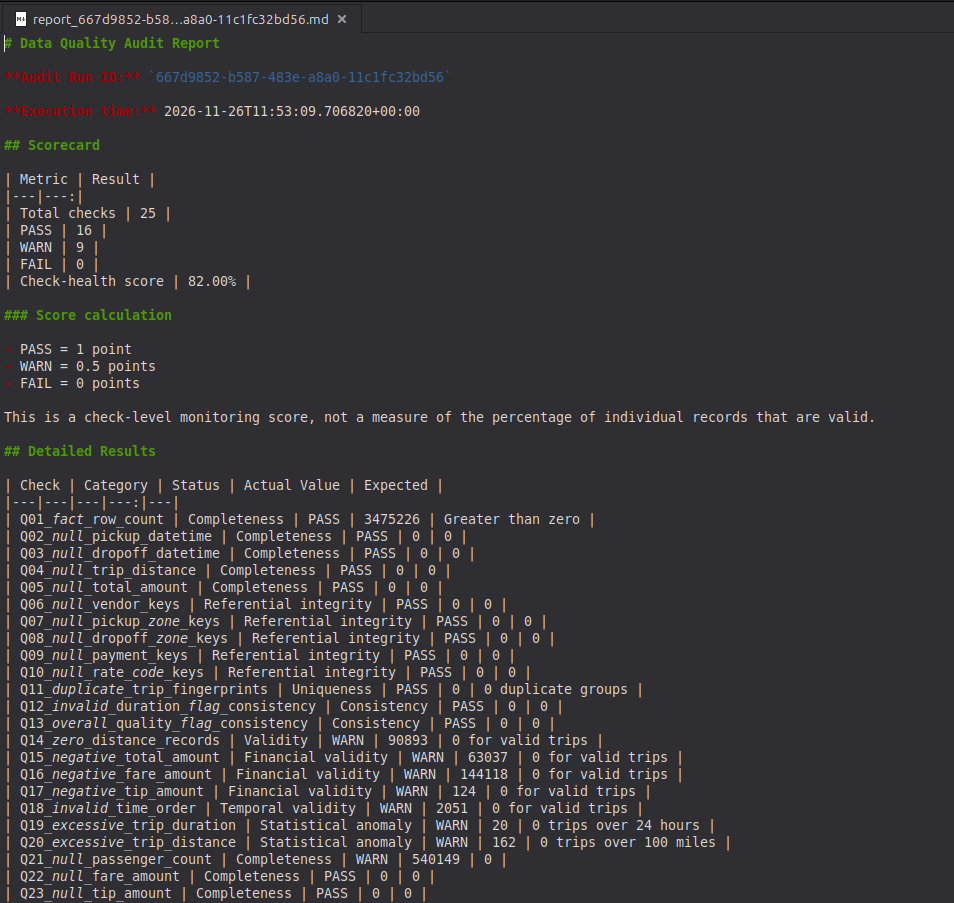 report_667d9852-b58...a8a0-11c1fc32bd56.md ×
# Data Quality Audit Report
**Audit Run ID:** `667d9852-b587-483e-a8a0-11c1fc32bd56`
**Execution time:** 2026-11-26T11:53:09.706820+00:00
## Scorecard
| Metric | Result |
|---|---:|
| Total checks | 25 |
| PASS | 16 |
| WARN | 9 |
| FAIL | 0 |
| Check-health score | 82.00% |
### Score calculation
- PASS = 1 point
- WARN = 0.5 points
- FAIL = 0 points
This is a check-level monitoring score, not a measure of the percentage of individual records that are valid.
## Detailed Results
| Check | Category | Status | Actual Value | Expected |
|---|---|---|---:|---|
| Q01_fact_row_count | Completeness | PASS | 3475226 | Greater than zero |
| Q02_null_pickup_datetime | Completeness | PASS | 0 | 0 |
| Q03_null_dropoff_datetime | Completeness | PASS | 0 | 0 |
| Q04_null_trip_distance | Completeness | PASS | 0 | 0 |
| Q05_null_total_amount | Completeness | PASS | 0 | 0 |
| Q06_null_vendor_keys | Referential integrity | PASS | 0 | 0 |
| Q07_null_pickup_zone_keys | Referential integrity | PASS | 0 | 0 |
| Q08_null_dropoff_zone_keys | Referential integrity | PASS | 0 | 0 |
| Q09_null_payment_keys | Referential integrity | PASS | 0 | 0 |
| Q10_null_rate_code_keys | Referential integrity | PASS | 0 | 0 |
| Q11_duplicate_trip_fingerprints | Uniqueness | PASS | 0 | 0 duplicate groups |
| Q12_invalid_duration_flag_consistency | Consistency | PASS | 0 | 0 |
| Q13_overall_quality_flag_consistency | Consistency | PASS | 0 | 0 |
| Q14_zero_distance_records | Validity | WARN | 90893 | 0 for valid trips |
| Q15_negative_total_amount | Financial validity | WARN | 63037 | 0 for valid trips |
| Q16_negative_fare_amount | Financial validity | WARN | 144118 | 0 for valid trips |
| Q17_negative_tip_amount | Financial validity | WARN | 124 | 0 for valid trips |
| Q18_invalid_time_order | Temporal validity | WARN | 2051 | 0 for valid trips |
| Q19_excessive_trip_duration | Statistical anomaly | WARN | 20 | 0 trips over 24 hours |
| Q20_excessive_trip_distance | Statistical anomaly | WARN | 162 | 0 trips over 100 miles |
| Q21_null_passenger_count | Completeness | WARN | 540149 | 0 |
| Q22_null_fare_amount | Completeness | PASS | 0 | 0 |
| Q23_null_tip_amount | Completeness | PASS | 0 | 0 |